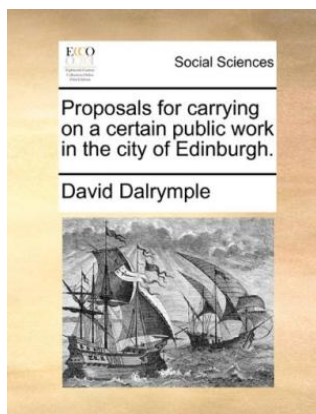 ECCO
Social Sciences
Proposals for carrying
on a certain public work
in the city of Edinburgh.
David Dalrymple